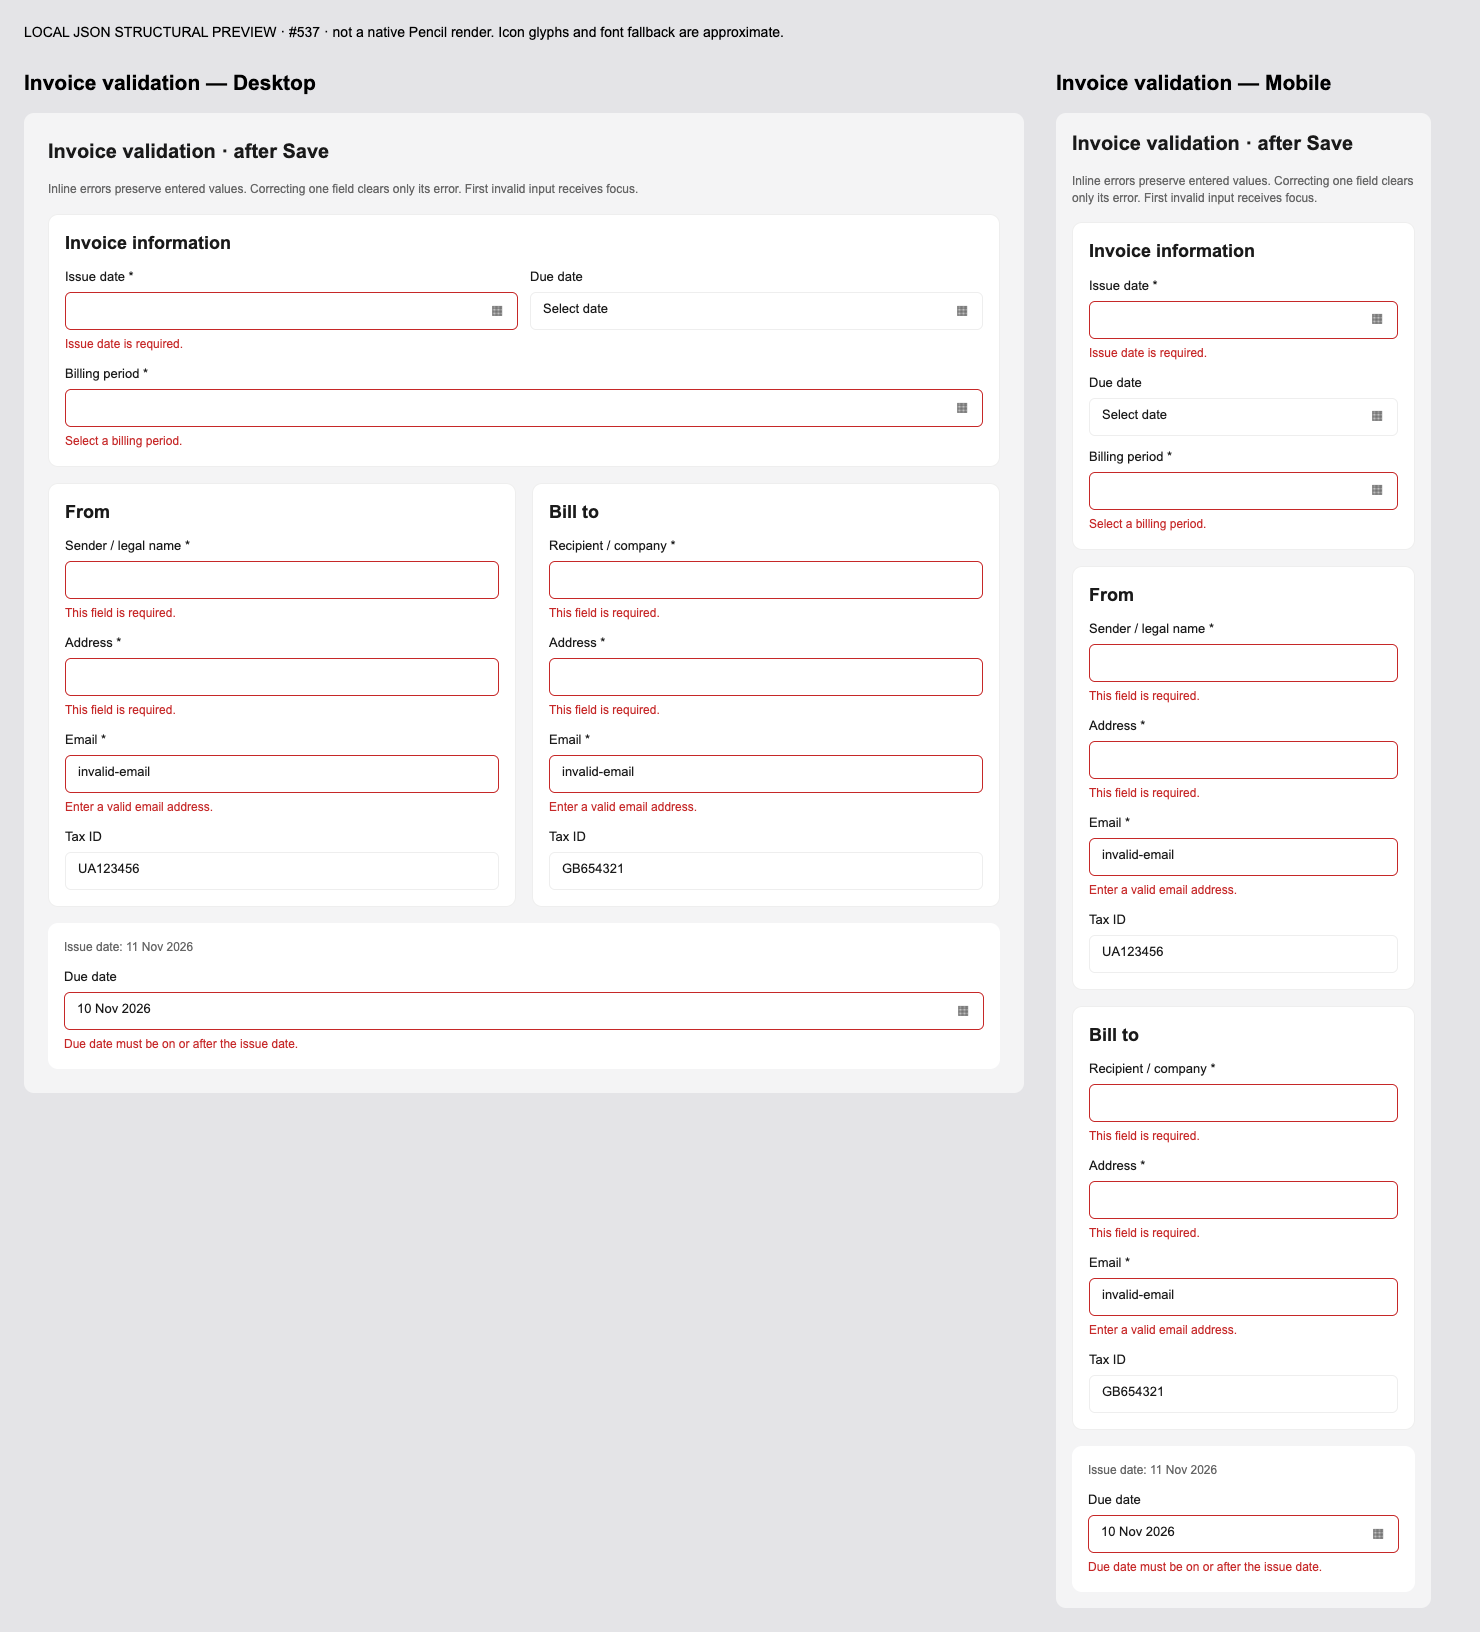 LOCAL JSON STRUCTURAL PREVIEW · #537 · not a native Pencil render. Icon glyphs and font fallback are approximate.
Invoice validation — Desktop
Invoice validation · after Save
Inline errors preserve entered values. Correcting one field clears only its error. First invalid input receives focus.
Invoice information
Issue date *
Due date
Select date
Issue date is required.
Billing period *
Select a billing period.
From
Sender / legal name *
This field is required.
Address *
This field is required.
Email *
invalid-email
Enter a valid email address.
Tax ID
UA123456
Bill to
Recipient / company *
This field is required.
Address *
This field is required.
Email *
invalid-email
Enter a valid email address.
Tax ID
GB654321
Issue date: 11 Nov 2026
Due date
10 Nov 2026
Due date must be on or after the issue date.
Invoice validation — Mobile
Invoice validation · after Save
Inline errors preserve entered values. Correcting one field clears
only its error. First invalid input receives focus.
Invoice information
Issue date *
Issue date is required.
Due date
Select date
Billing period *
Select a billing period.
From
Sender / legal name *
This field is required.
Address *
This field is required.
Email *
invalid-email
Enter a valid email address.
Tax ID
UA123456
Bill to
Recipient / company *
This field is required.
Address *
This field is required.
Email *
invalid-email
Enter a valid email address.
Tax ID
GB654321
Issue date: 11 Nov 2026
Due date
10 Nov 2026
Due date must be on or after the issue date.